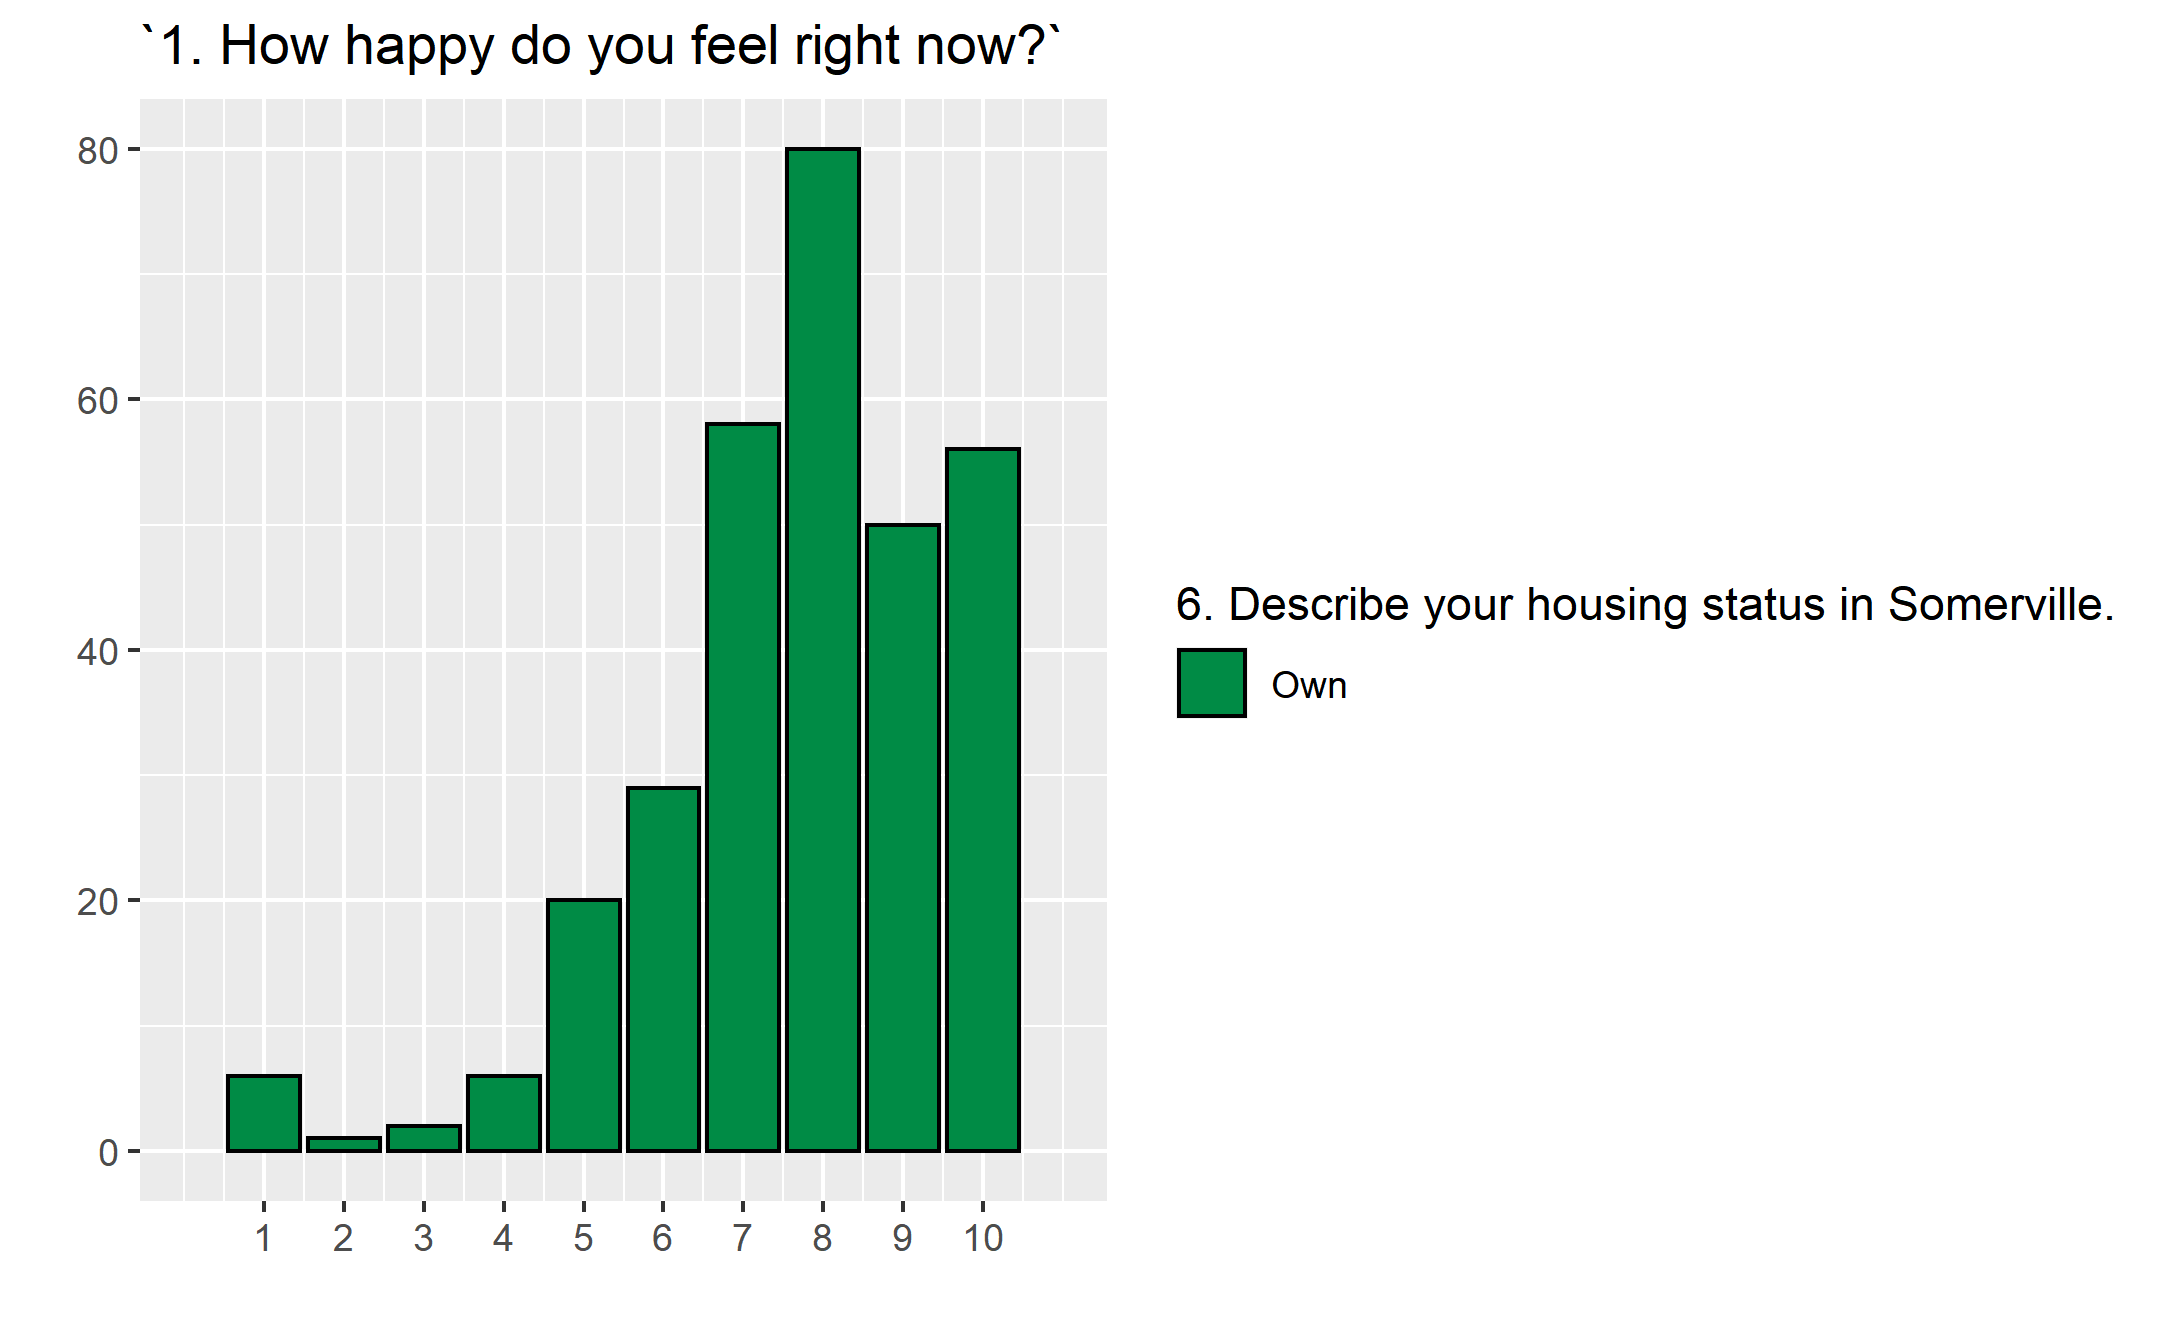 `1. How happy do you feel right now?`
80
60
40
20
0
1 2 3 4 5 6 7 8 9 10
6. Describe your housing status in Somerville.
Own